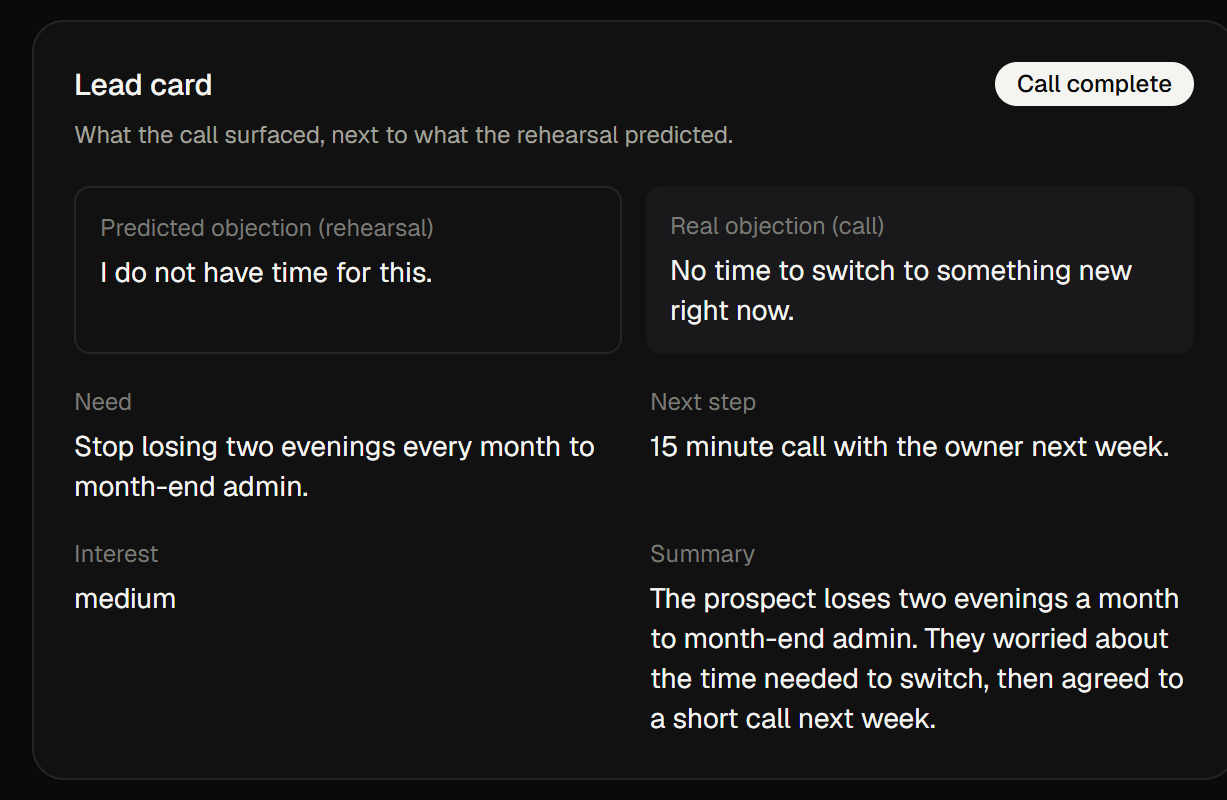 Lead card
Call complete
What the call surfaced, next to what the rehearsal predicted.
Predicted objection (rehearsal)
I do not have time for this.
Real objection (call)
No time to switch to something new
right now.
Need
Stop losing two evenings every month to
month-end admin.
Next step
15 minute call with the owner next week.
Interest
medium
Summary
The prospect loses two evenings a month
to month-end admin. They worried about
the time needed to switch, then agreed to
a short call next week.